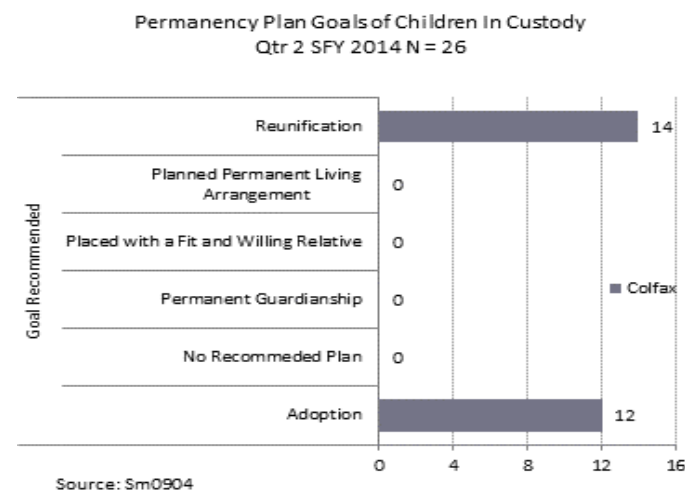 Permanency Plan Goals of Children In Custody
Qtr 2 SFY 2014 N = 26
Goal Recommended
Reunification
14
Planned Permanent Living
Arrangement
0
Placed with a Fit and Willing Relative
0
Permanent Guardianship
0
No Recommeded Plan
0
Adoption
12
Colfax
0 4 8 12 16
Source: Sm0904